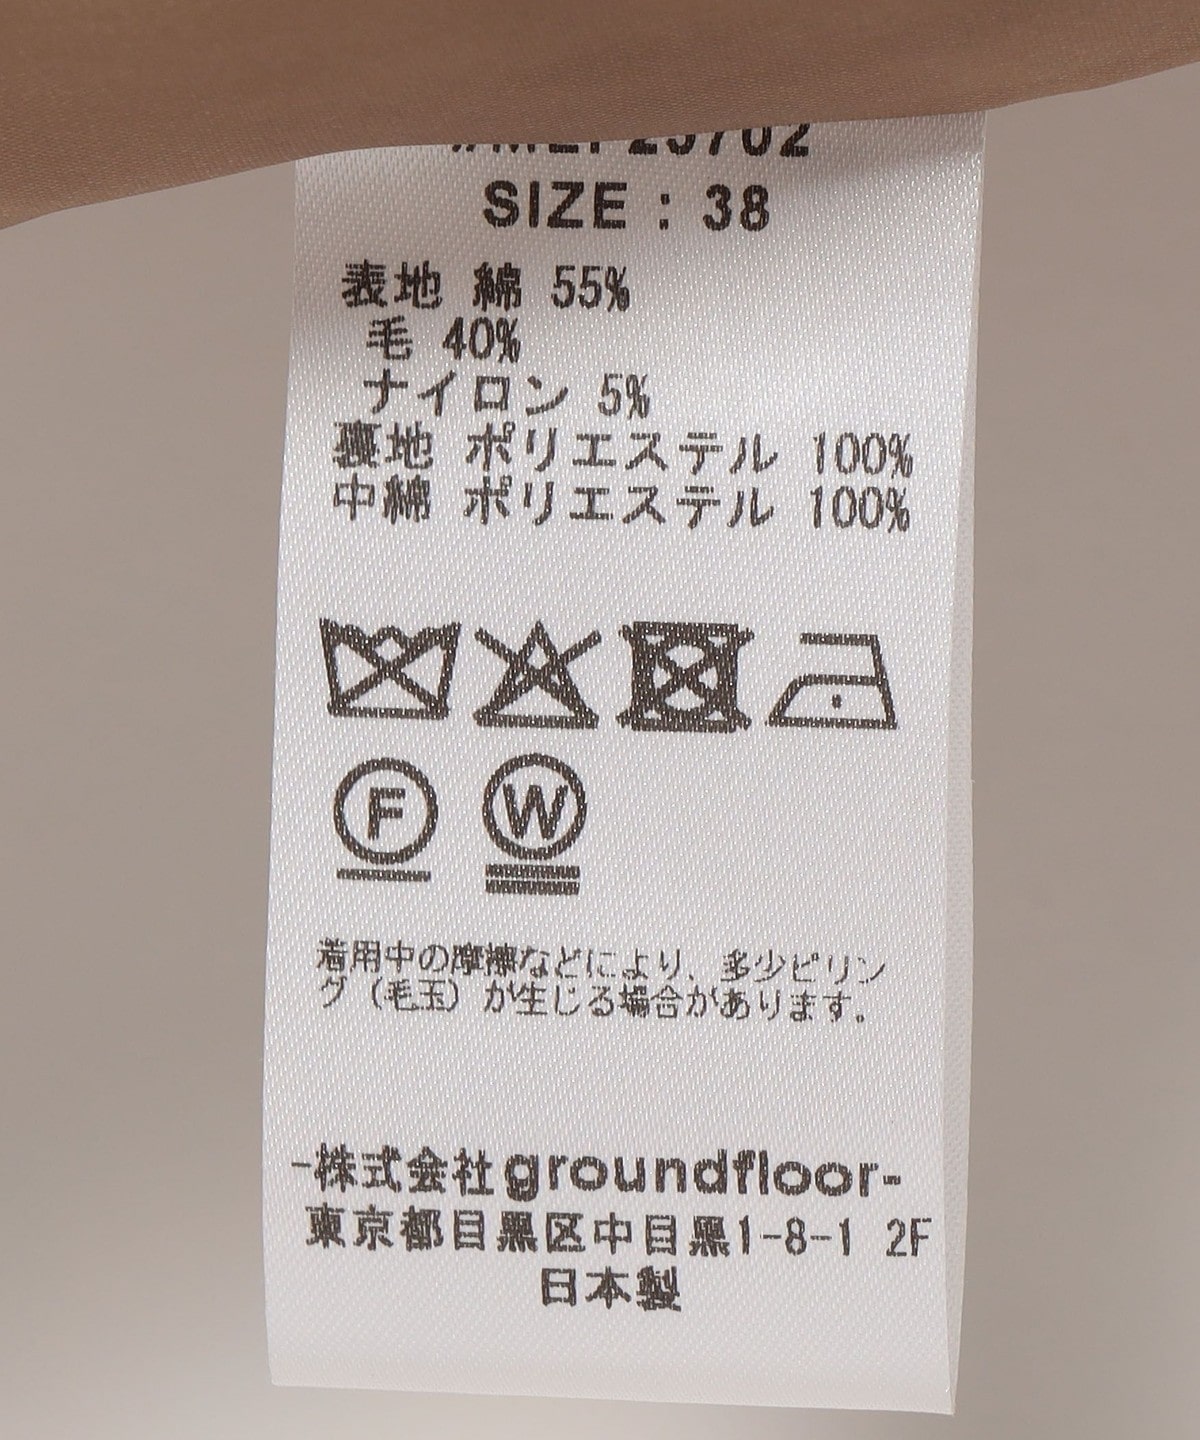 SIZE : 38
表地 綿 55%
毛 40%
ナイロン 5%
裏地 ポリエステル 100%
中綿 ポリエステル 100%
F W
着用中の摩擦などにより、多少ピリン
グ（毛玉）が生じる場合があります。
-株式会社groundfloor-
東京都目黒区中目黒1-8-1 2F
日本製